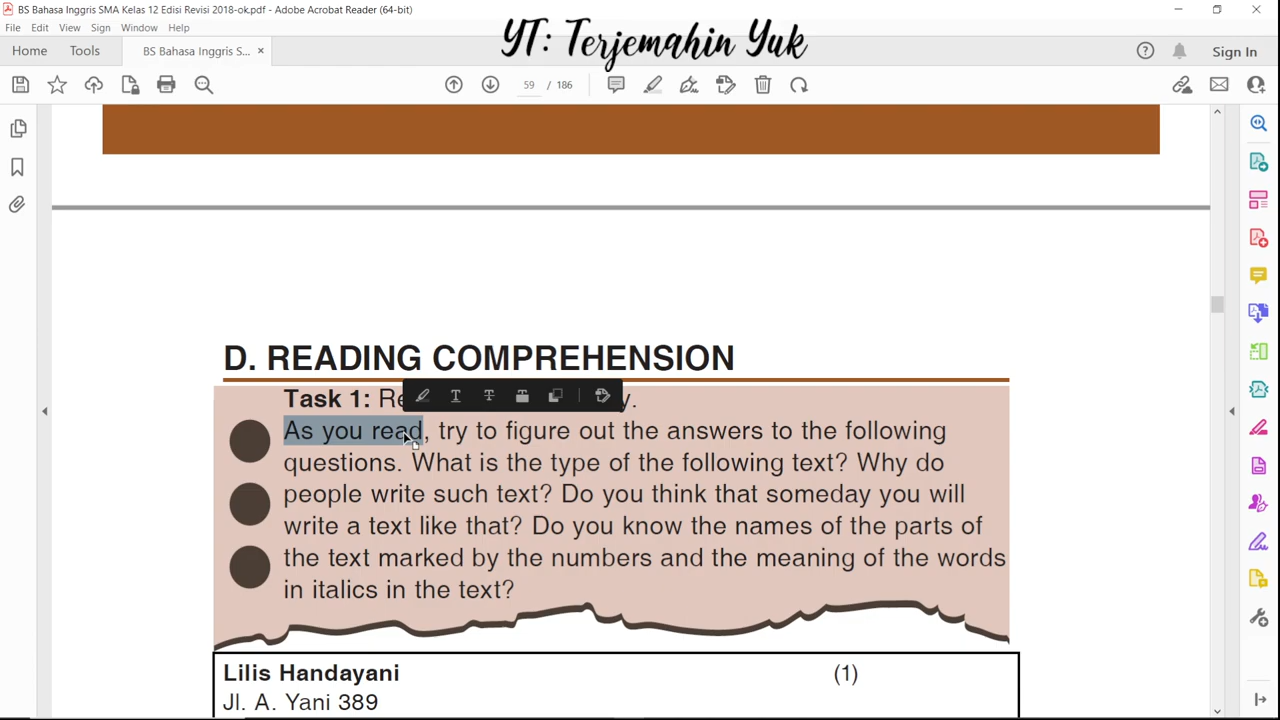 BS Bahasa Inggris SMA Kelas 12 Edisi Revisi 2018-ok.pdf - Adobe Acrobat Reader (64-bit)
File Edit View Sign Window Help
YT: Terjemahin Yuk
Home Tools BS Bahasa Inggris S... × Sign In
59 / 186
D. READING COMPREHENSION
Task 1: y.
As you read, try to figure out the answers to the following
questions. What is the type of the following text? Why do
people write such text? Do you think that someday you will
write a text like that? Do you know the names of the parts of
the text marked by the numbers and the meaning of the words
in italics in the text?
Lilis Handayani (1)
Jl. A. Yani 389